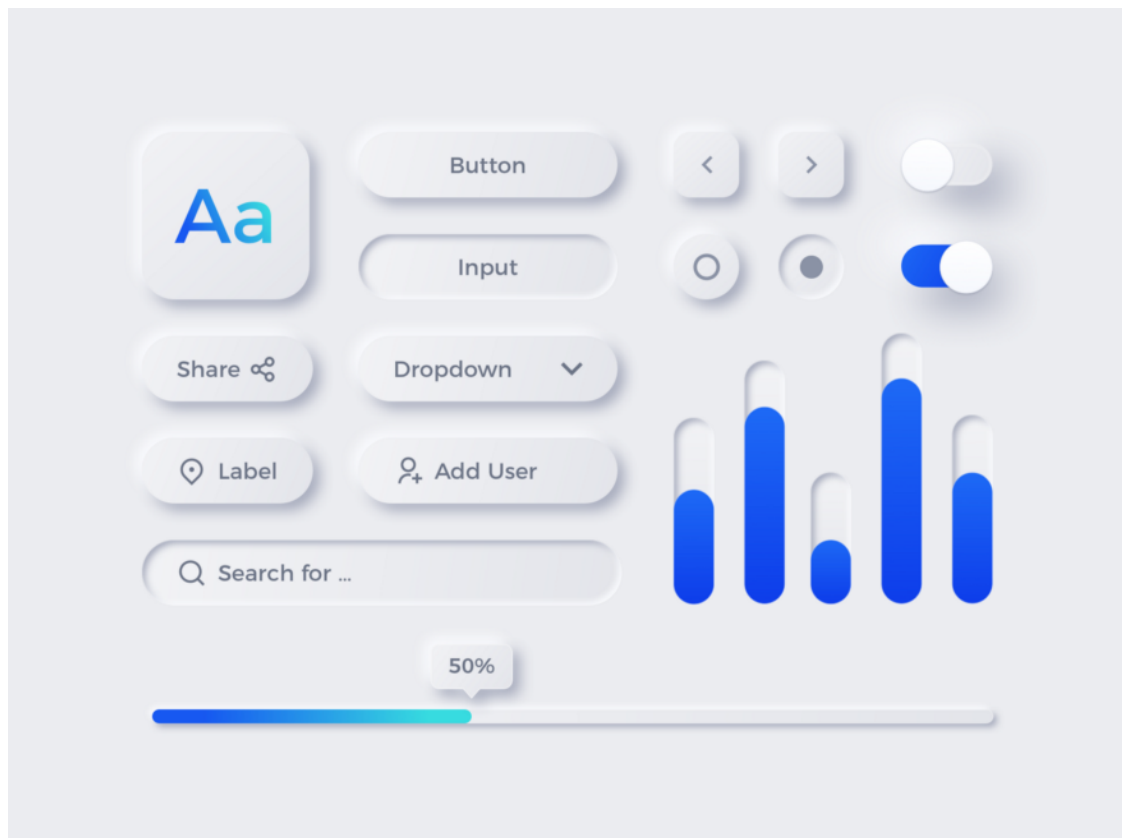 Aa
Button
Input
Share
Dropdown
Label
Add User
Search for ...
50%